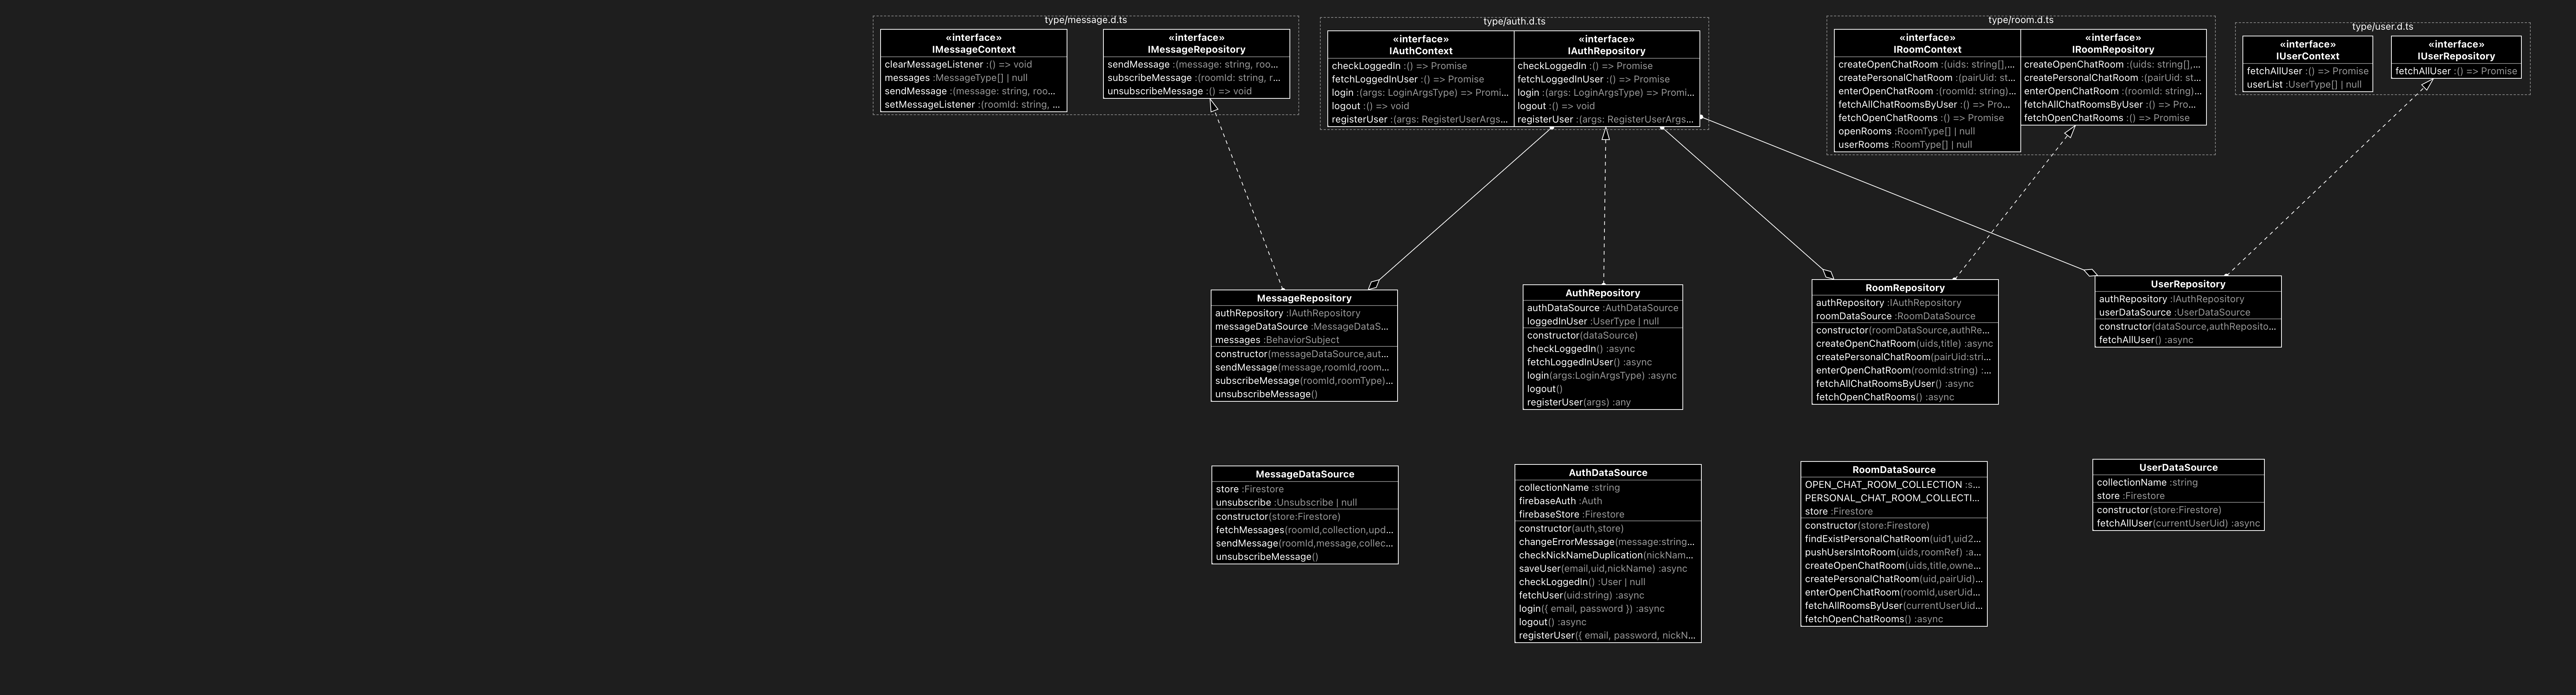 type/message.d.ts
«interface»
IMessageContext
clearMessageListener :() => void
messages :MessageType[] | null
sendMessage :(message: string, roo...
setMessageListener :(roomId: string, ...
«interface»
IMessageRepository
sendMessage :(message: string, roo...
subscribeMessage :(roomId: string, r...
unsubscribeMessage :() => void
type/auth.d.ts
«interface»
IAuthContext
checkLoggedIn :() => Promise
fetchLoggedInUser :() => Promise
login :(args: LoginArgsType) => Promi...
logout :() => void
registerUser :(args: RegisterUserArgs...
«interface»
IAuthRepository
checkLoggedIn :() => Promise
fetchLoggedInUser :() => Promise
login :(args: LoginArgsType) => Promi...
logout :() => void
registerUser :(args: RegisterUserArgs...
type/room.d.ts
«interface»
IRoomContext
createOpenChatRoom :(uids: string[],...
createPersonalChatRoom :(pairUid: st...
enterOpenChatRoom :(roomId: string)...
fetchAllChatRoomsByUser :() => Pro...
fetchOpenChatRooms :() => Promise
openRooms :RoomType[] | null
userRooms :RoomType[] | null
«interface»
IRoomRepository
createOpenChatRoom :(uids: string[],...
createPersonalChatRoom :(pairUid: st...
enterOpenChatRoom :(roomId: string)...
fetchAllChatRoomsByUser :() => Pro...
fetchOpenChatRooms :() => Promise
type/user.d.ts
«interface»
IUserContext
fetchAllUser :() => Promise
userList :UserType[] | null
«interface»
IUserRepository
fetchAllUser :() => Promise
MessageRepository
authRepository :IAuthRepository
messageDataSource :MessageDataS...
messages :BehaviorSubject
constructor(messageDataSource,aut...
sendMessage(message,roomId,room...
subscribeMessage(roomId,roomType)...
unsubscribeMessage()
AuthRepository
authDataSource :AuthDataSource
loggedInUser :UserType | null
constructor(dataSource)
checkLoggedIn() :async
fetchLoggedInUser() :async
login(args:LoginArgsType) :async
logout()
registerUser(args) :any
RoomRepository
authRepository :IAuthRepository
roomDataSource :RoomDataSource
constructor(roomDataSource,authRe...
createOpenChatRoom(uids,title) :async
createPersonalChatRoom(pairUid:stri...
enterOpenChatRoom(roomId:string) :...
fetchAllChatRoomsByUser() :async
fetchOpenChatRooms() :async
UserRepository
authRepository :IAuthRepository
userDataSource :UserDataSource
constructor(dataSource,authReposito...
fetchAllUser() :async
MessageDataSource
store :Firestore
unsubscribe :Unsubscribe | null
constructor(store:Firestore)
fetchMessages(roomId,collection,upd...
sendMessage(roomId,message,collec...
unsubscribeMessage()
AuthDataSource
collectionName :string
firebaseAuth :Auth
firebaseStore :Firestore
constructor(auth,store)
changeErrorMessage(message:string...
checkNickNameDuplication(nickNam...
saveUser(email,uid,nickName) :async
checkLoggedIn() :User | null
fetchUser(uid:string) :async
login({ email, password }) :async
logout() :async
registerUser({ email, password, nickN...
RoomDataSource
OPEN_CHAT_ROOM_COLLECTION :s...
PERSONAL_CHAT_ROOM_COLLECTI...
store :Firestore
constructor(store:Firestore)
findExistPersonalChatRoom(uid1,uid2...
pushUsersIntoRoom(uids,roomRef) :a...
createOpenChatRoom(uids,title,owne...
createPersonalChatRoom(uid,pairUid)...
enterOpenChatRoom(roomId,userUid...
fetchAllRoomsByUser(currentUserUid...
fetchOpenChatRooms() :async
UserDataSource
collectionName :string
store :Firestore
constructor(store:Firestore)
fetchAllUser(currentUserUid) :async